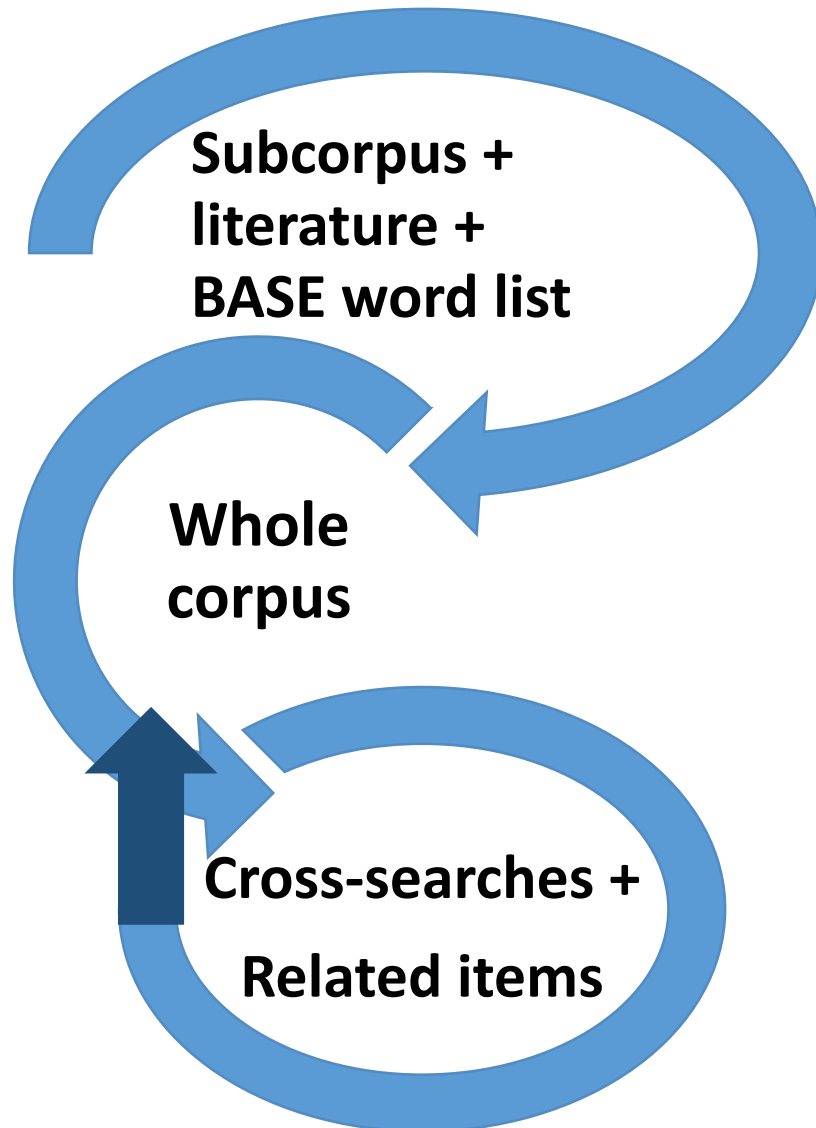 Subcorpus +
literature +
BASE word list
Whole
corpus
Cross-searches +
Related items